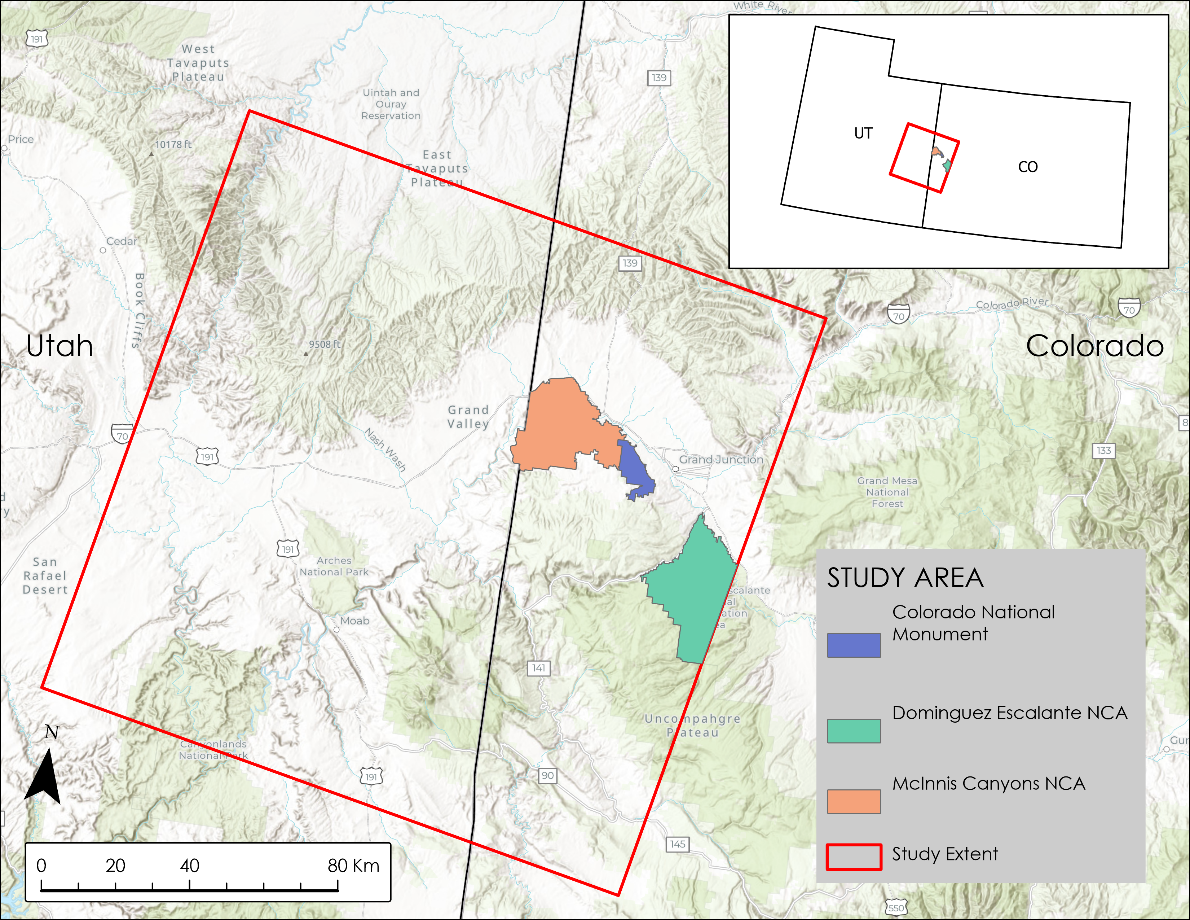 191
West
Tavaputs
Plateau
White River
139
Uintah and
Ouray
Reservation
Price
10178 ft
East
Tavaputs
Plateau
UT
CO
Cedar
139
Book Cliffs
Colorado River
70
70
Utah
9508 ft
Colorado
Grand
Valley
70
191
Nash Wash
Grand Junction
133
Grand Mesa
National
Forest
191
San
Rafael
Desert
Arches
National Park
Moab
STUDY AREA
Colorado National
Monument
Dominguez Escalante NCA
McInnis Canyons NCA
Study Extent
141
Uncompahgre
Plateau
Canyonlands
National Park
N
191
90
145
0 20 40 80 Km
550